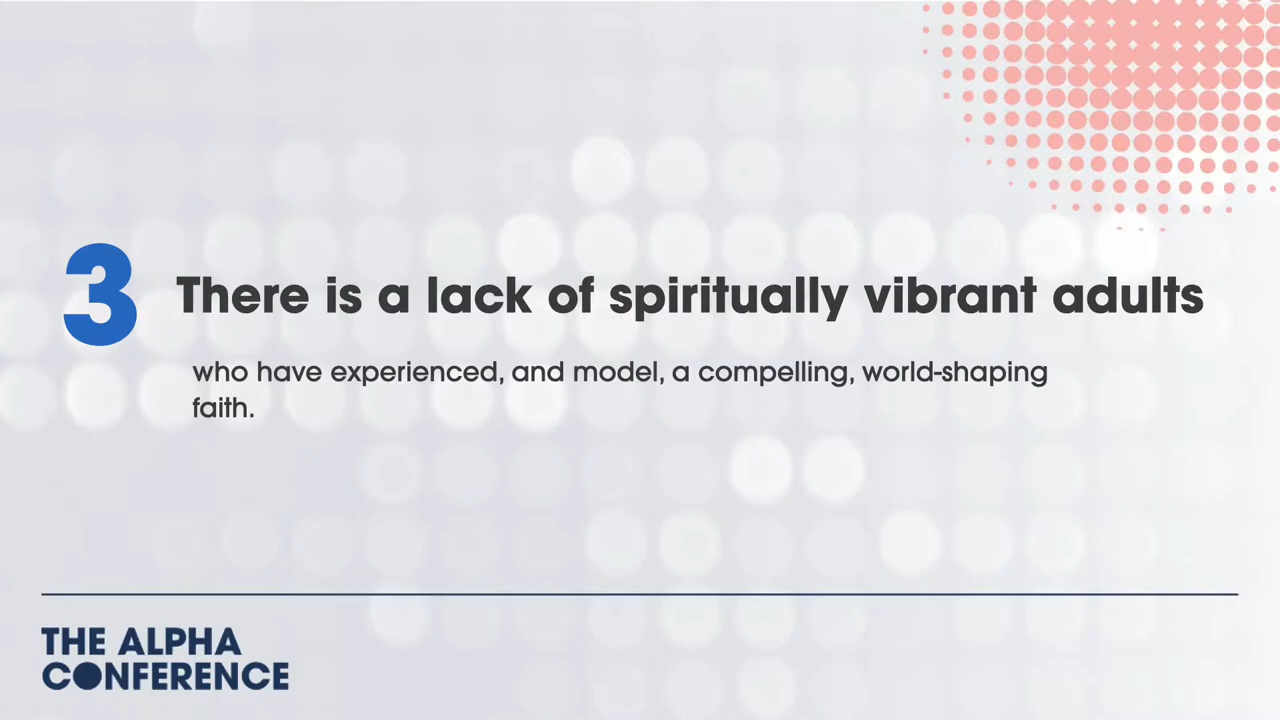 3 There is a lack of spiritually vibrant adults
who have experienced, and model, a compelling, world-shaping
faith.
THE ALPHA
CONFERENCE